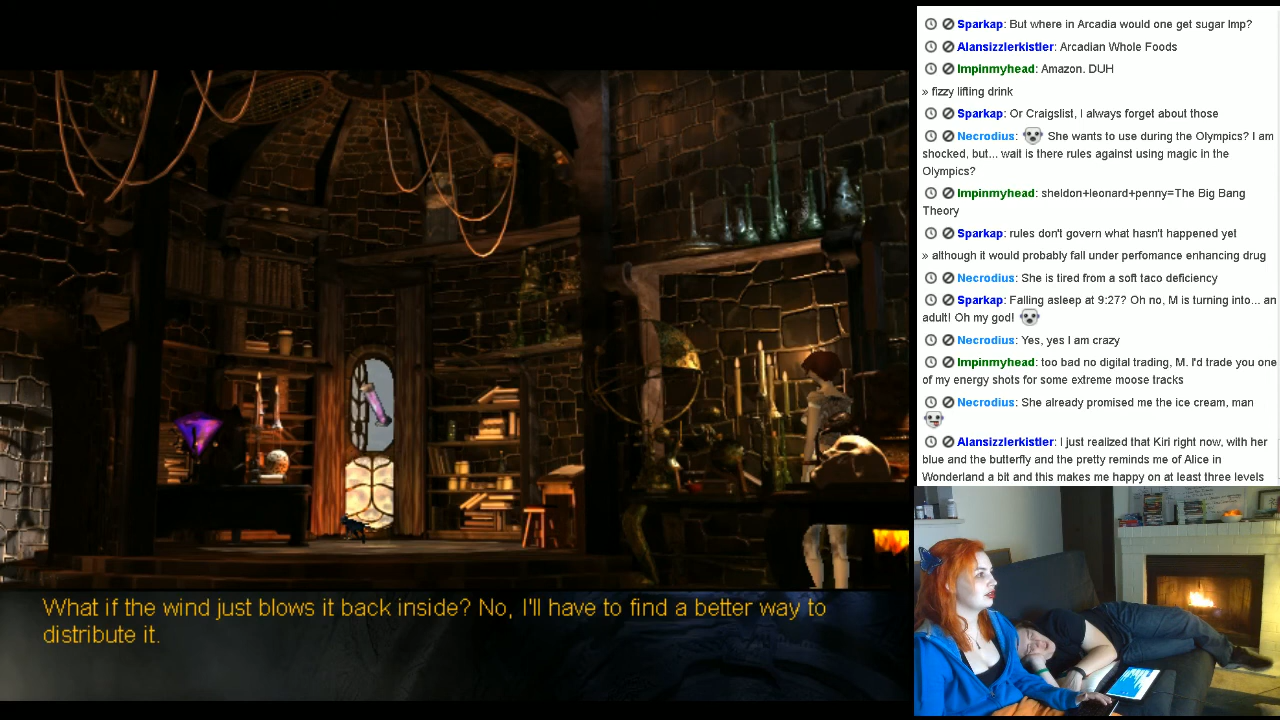 Sparkap: But where in Arcadia would one get sugar Imp?
Alansizzlerkistler: Arcadian Whole Foods
Impinmyhead: Amazon. DUH
» fizzy lifting drink
Sparkap: Or Craigslist, I always forget about those
Necrodius: She wants to use during the Olympics? I am
shocked, but... wait is there rules against using magic in the
Olympics?
Impinmyhead: sheldon+leonard+penny=The Big Bang
Theory
Sparkap: rules don't govern what hasn't happened yet
» although it would probably fall under perfomance enhancing drug
Necrodius: She is tired from a soft taco deficiency
Sparkap: Falling asleep at 9:27? Oh no, M is turning into... an
adult! Oh my god!
Necrodius: Yes, yes I am crazy
Impinmyhead: too bad no digital trading, M. I'd trade you one
of my energy shots for some extreme moose tracks
Necrodius: She already promised me the ice cream, man
Alansizzlerkistler: I just realized that Kiri right now, with her
blue and the butterfly and the pretty reminds me of Alice in
Wonderland a bit and this makes me happy on at least three levels
What if the wind just blows it back inside? No, I'll have to find a better way to
distribute it.